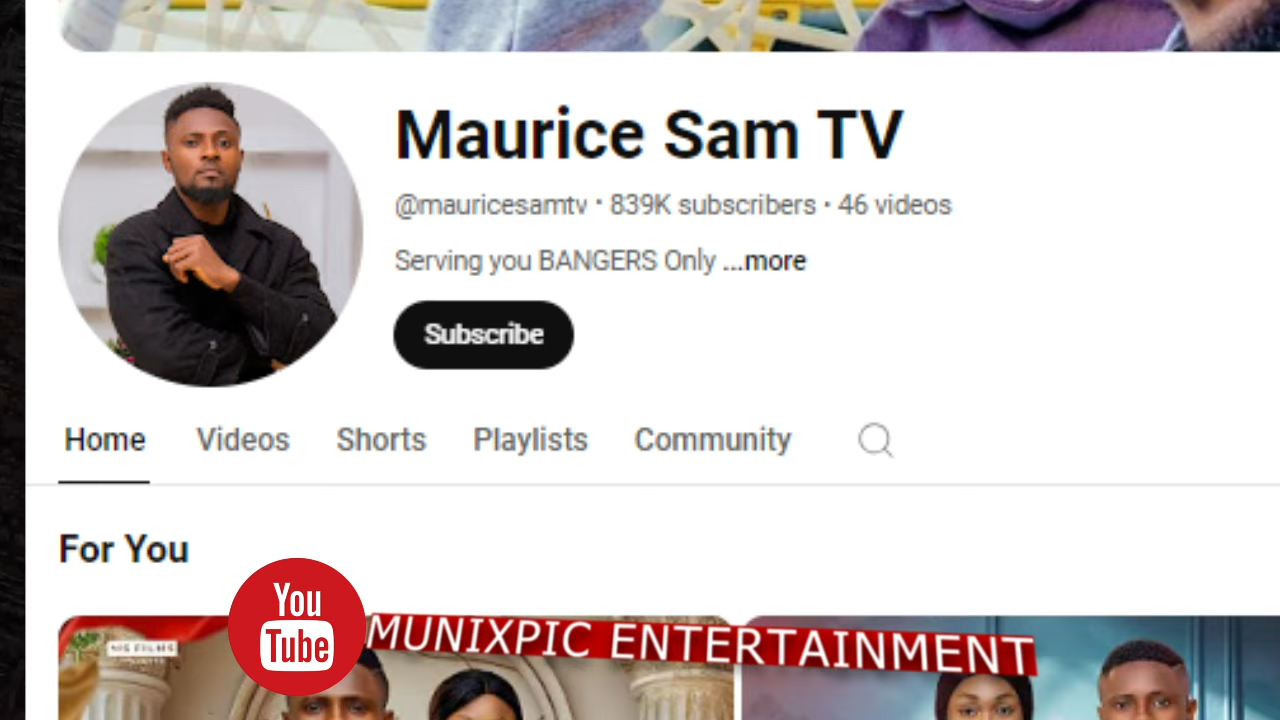 Maurice Sam TV
@mauricesamtv • 839K subscribers • 46 videos
Serving you BANGERS Only ...more
Subscribe
Home Videos Shorts Playlists Community
For You
You
Tube
MUNIXPIC ENTERTAINMENT